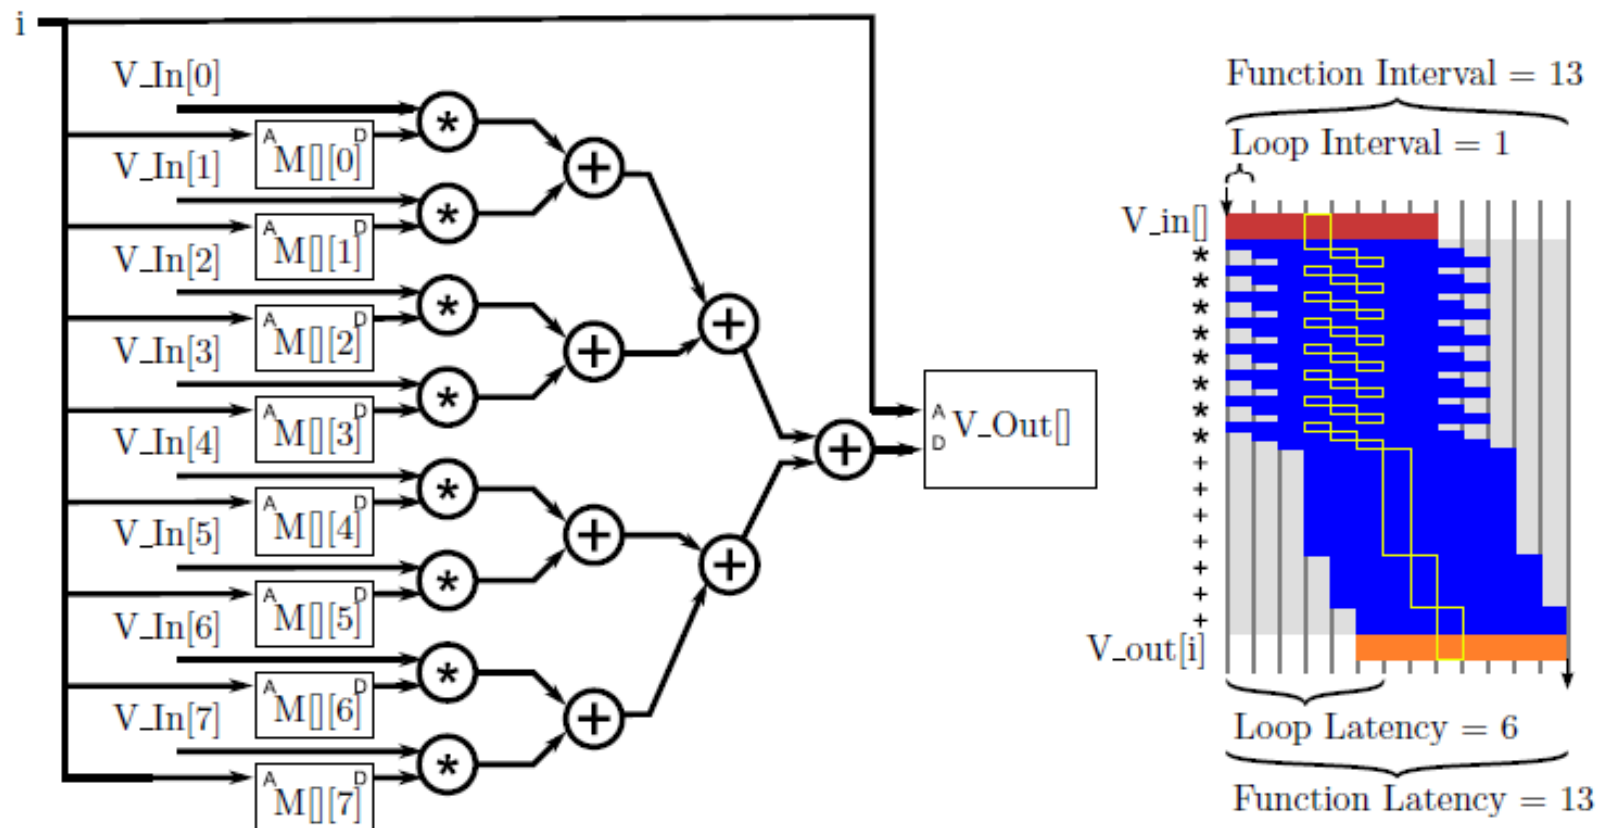 i
V_In[0]
A D
M[][0]
*
V_In[1]
A D
M[][1]
*
+
V_In[2]
A D
M[][2]
*
V_In[3]
A D
M[][3]
*
+
+
V_In[4]
A D
M[][4]
*
V_In[5]
A D
M[][5]
*
+
V_In[6]
A D
M[][6]
*
V_In[7]
A D
M[][7]
*
+
+
+
A
D
V_Out[]
Function Interval = 13
Loop Interval = 1
V_in[]
*
*
*
*
*
*
*
*
+
+
+
+
+
+
+
V_out[i]
Loop Latency = 6
Function Latency = 13